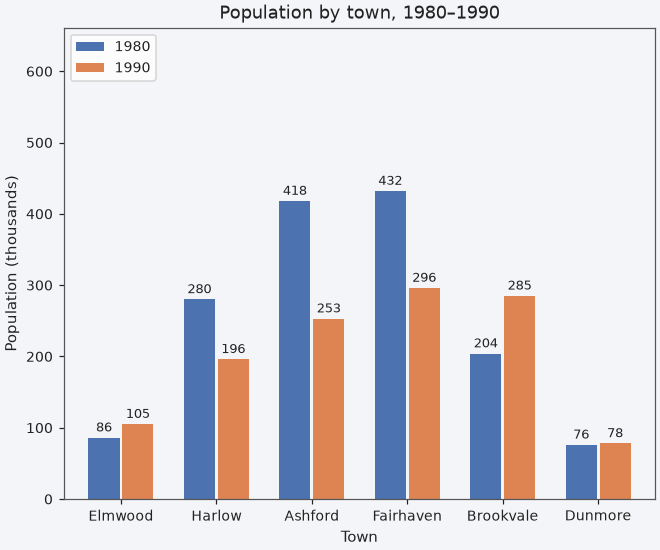 Population by town, 1980–1990
1980
1990
Population (thousands)
600
500
400
300
200
100
0
86
105
280
196
418
253
432
296
204
285
76
78
Elmwood
Harlow
Ashford
Fairhaven
Brookvale
Dunmore
Town